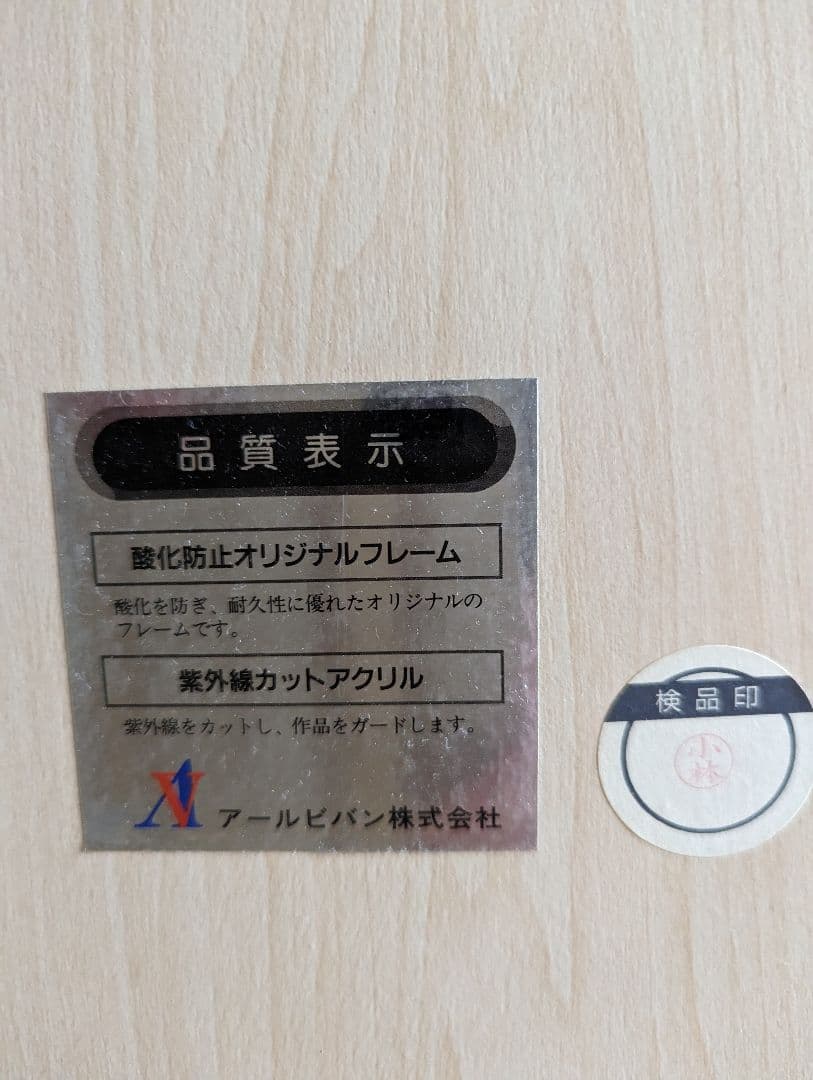 品質表示
酸化防止オリジナルフレーム
酸化を防ぎ、耐久性に優れたオリジナルの
フレームです。
紫外線カットアクリル
紫外線をカットし、作品をガードします。
アールビバン株式会社
検品印
小林